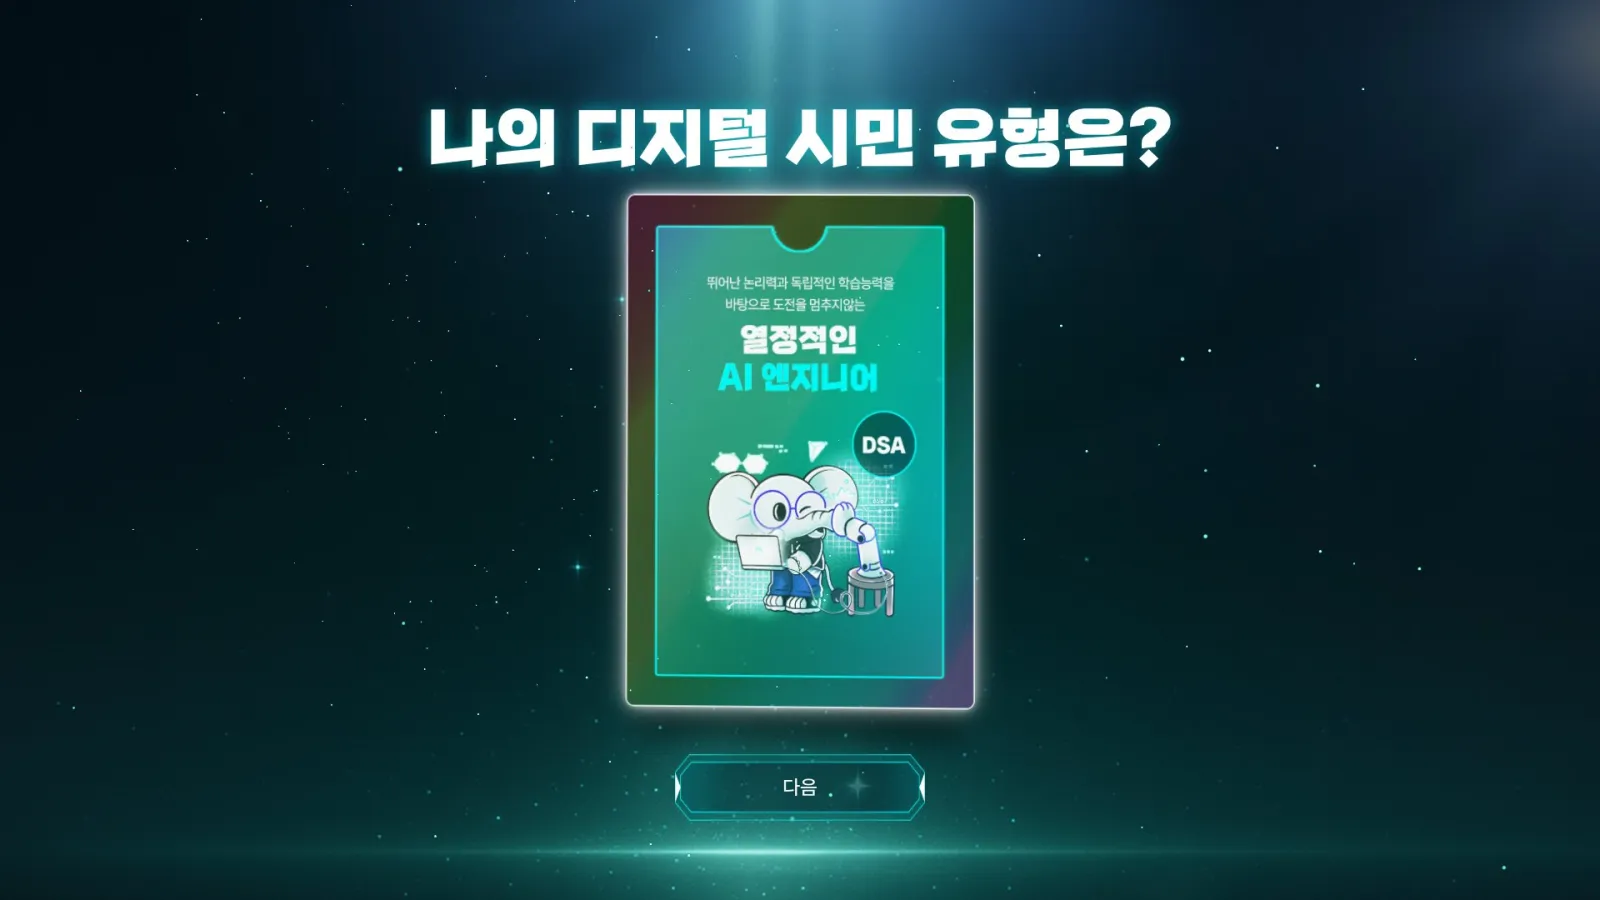 나의 디지털 시민 유형은?
뛰어난 논리력과 독립적인 학습능력을
바탕으로 도전을 멈추지않는
열정적인
AI 엔지니어
DSA
다음